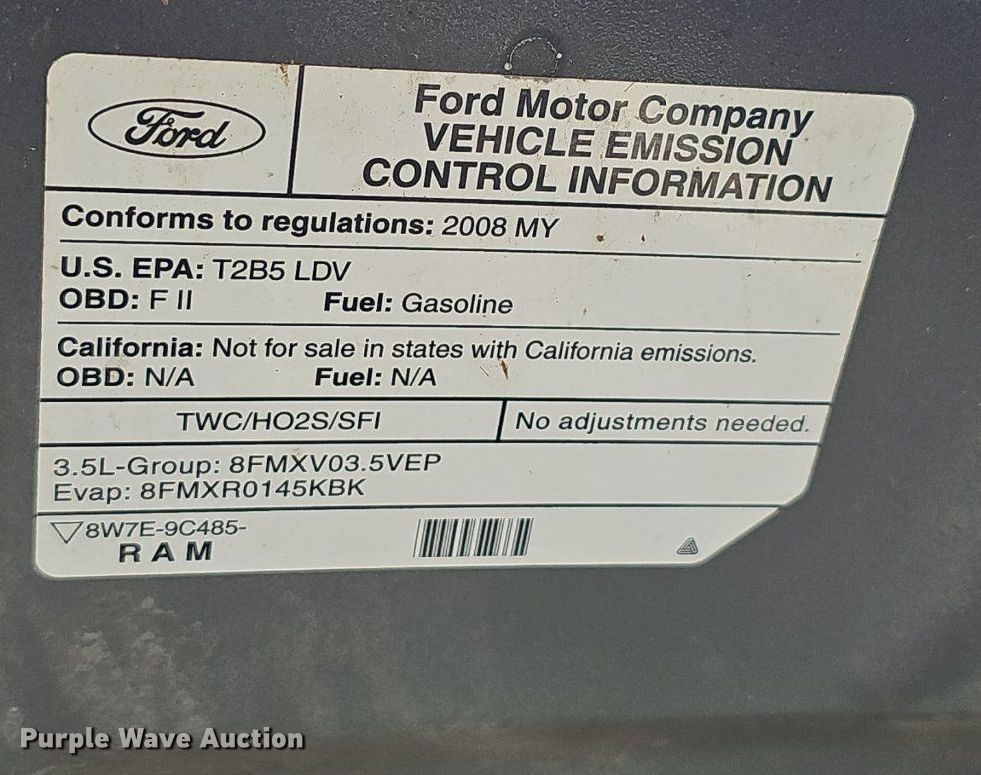 Ford
Ford Motor Company
VEHICLE EMISSION
CONTROL INFORMATION
Conforms to regulations: 2008 MY
U.S. EPA: T2B5 LDV
OBD: F II Fuel: Gasoline
California: Not for sale in states with California emissions.
OBD: N/A Fuel: N/A
TWC/HO2S/SFI
No adjustments needed.
3.5L-Group: 8FMXV03.5VEP
Evap: 8FMXR0145KBK
8W7E-9C485-
R A M
Purple Wave Auction